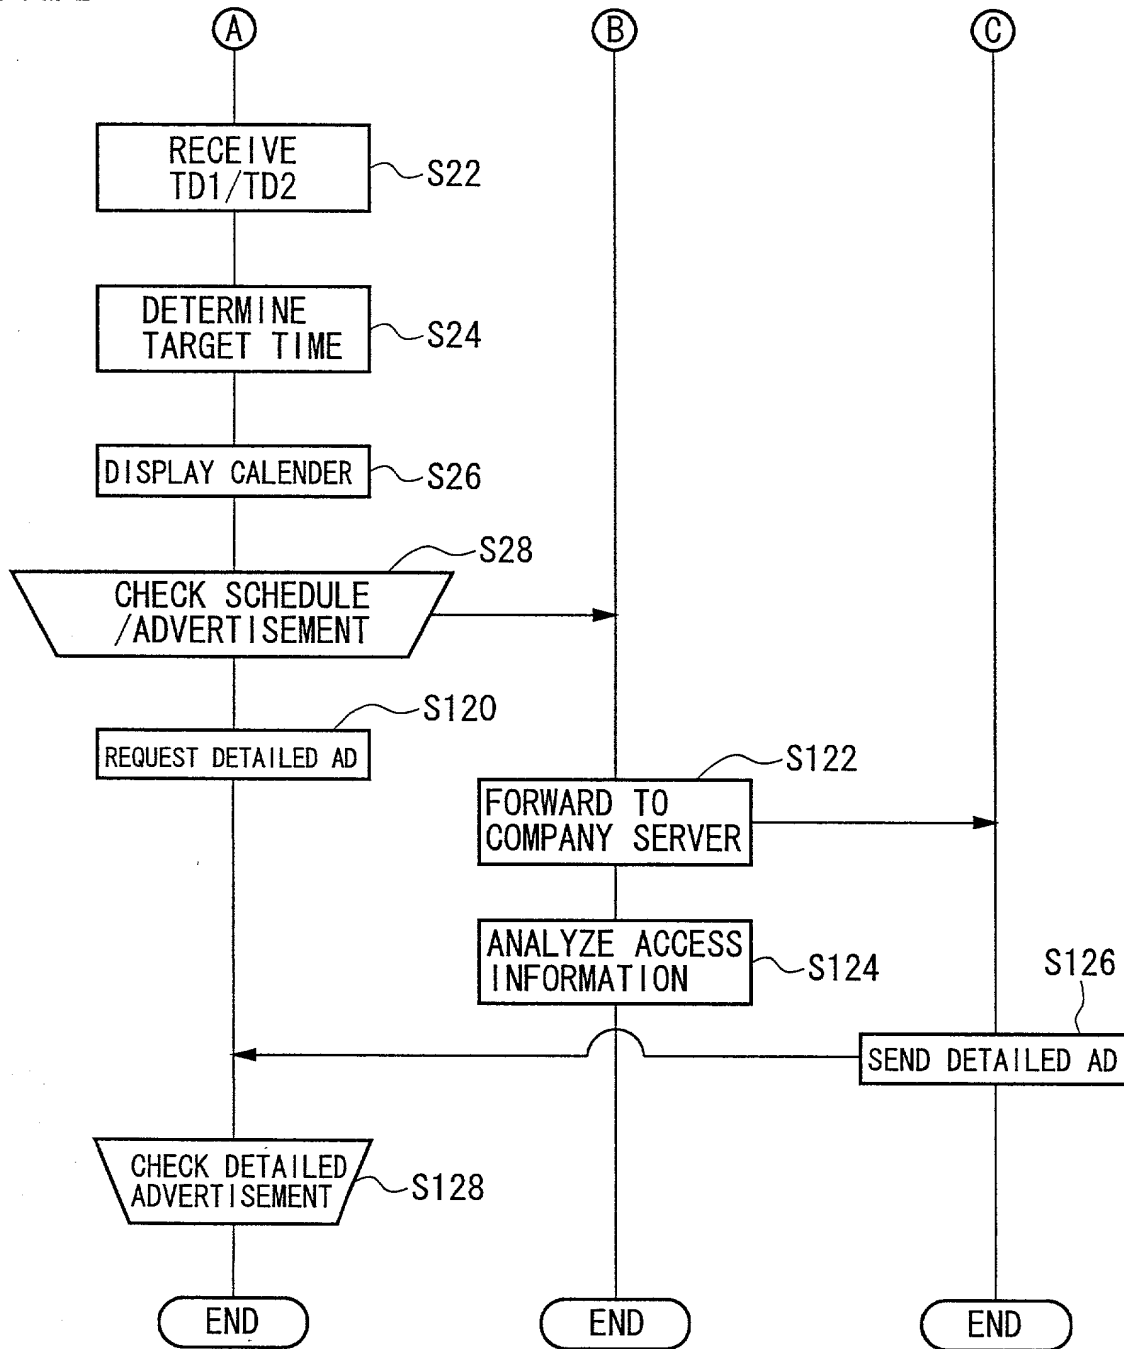 A
B
C
RECEIVE
TD1/TD2
S22
DETERMINE
TARGET TIME
S24
DISPLAY CALENDER
S26
S28
CHECK SCHEDULE
/ADVERTISEMENT
S120
REQUEST DETAILED AD
S122
FORWARD TO
COMPANY SERVER
ANALYZE ACCESS
INFORMATION
S124
S126
SEND DETAILED AD
CHECK DETAILED
ADVERTISEMENT
S128
END
END
END